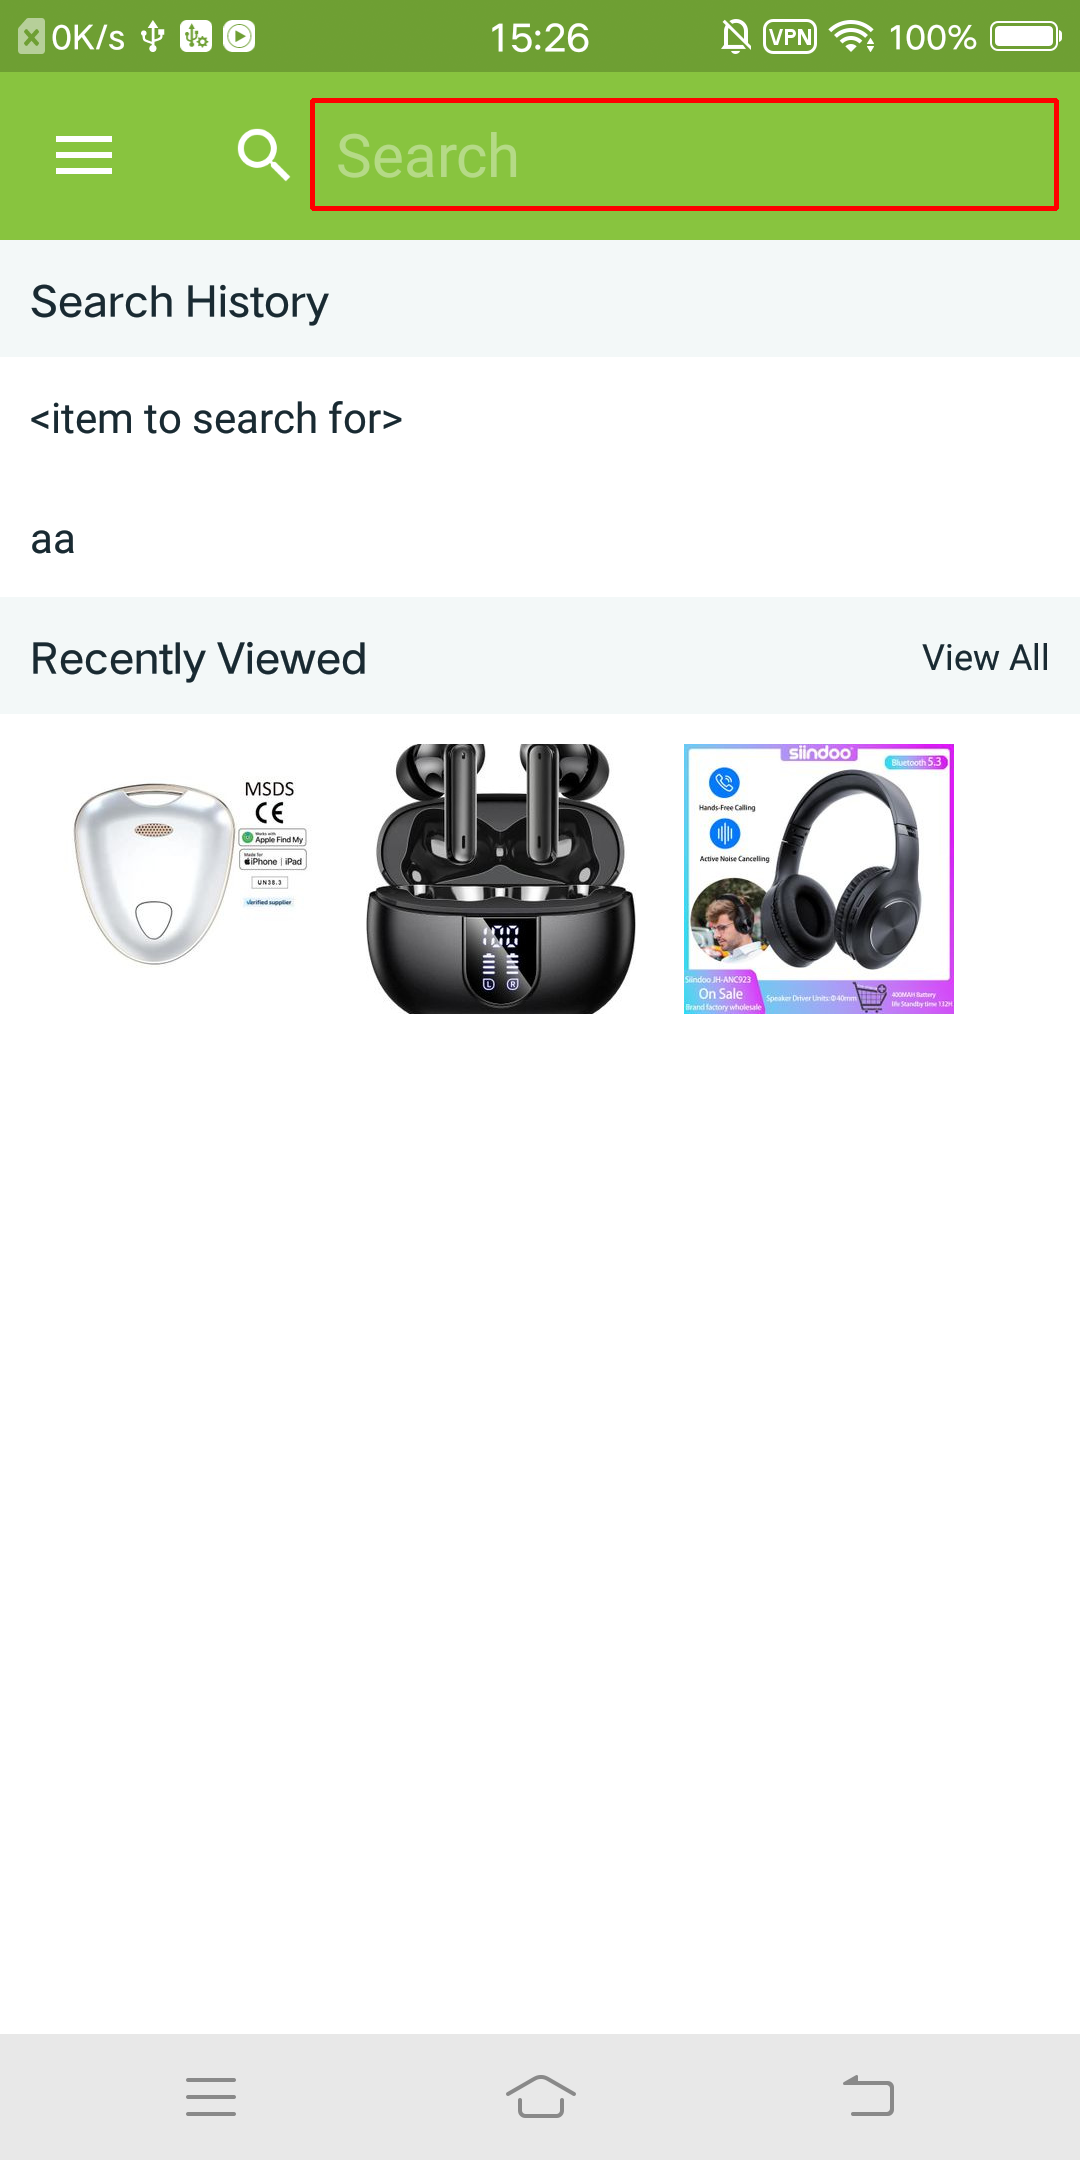 0K/s 15:26 VPN 100%
Search
Search History
<item to search for>
aa
Recently Viewed View All
MSDS
CE
Works with
Apple Find My
Made for
iPhone | iPad
UN38.3
Verified supplier
100
L R
siindoo
Bluetooth 5.3
Hands-Free Calling
Active Noise Cancelling
Siindoo JH-ANC923
On Sale
Brand factory wholesale
Speaker Driver Units:Φ40mm
400MAH Battery
life Standby time 132H